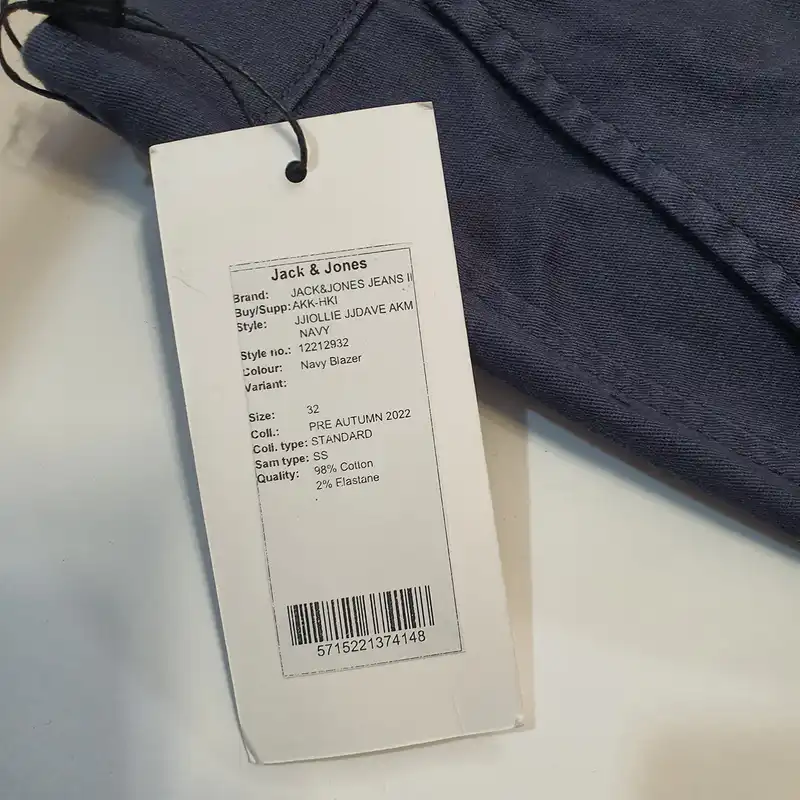 Jack & Jones
Brand: JACK&JONES JEANS
Buy/Supp: AKK-HKI
Style: JJIOLLIE JJDAVE AKM
NAVY
Style no.: 12212932
Colour: Navy Blazer
Variant:
Size: 32
Coll.: PRE AUTUMN 2022
Coll. type: STANDARD
Sam type: SS
Quality: 98% Cotton
2% Elastane
5715221374148